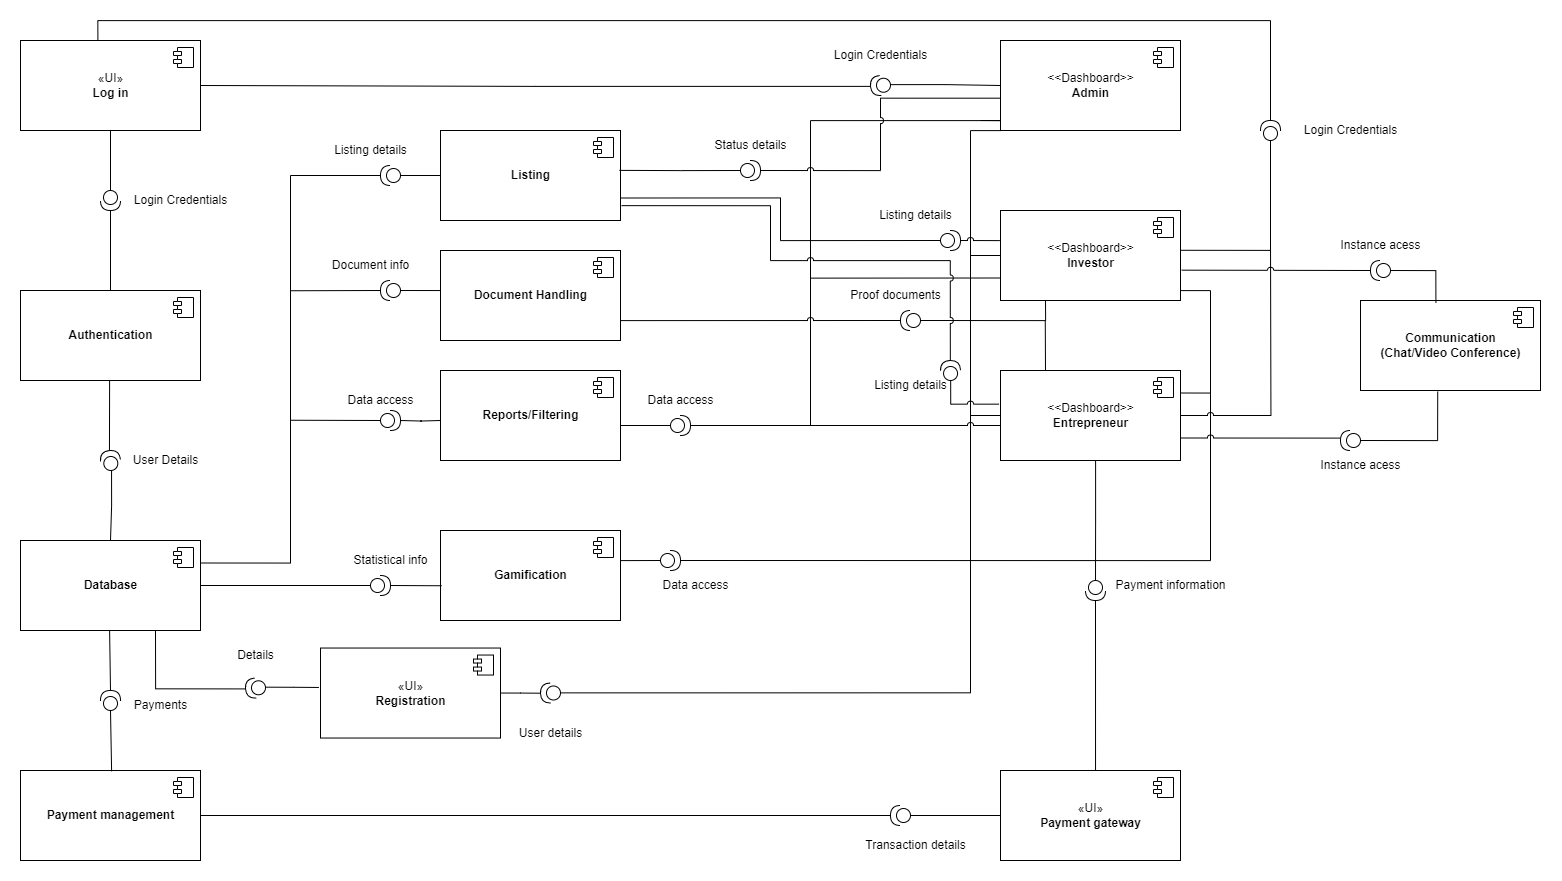 Login Credentials
«UI»
Log in
<<Dashboard>>
Admin
Login Credentials
Listing details
Listing
Status details
Login Credentials
Listing details
<<Dashboard>>
Investor
Instance acess
Document info
Document Handling
Proof documents
Authentication
Communication
(Chat/Video Conference)
Data access
Reports/Filtering
Data access
Listing details
<<Dashboard>>
Entrepreneur
User Details
Instance acess
Statistical info
Gamification
Data access
Database
Payment information
Details
«UI»
Registration
User details
Payments
Payment management
«UI»
Payment gateway
Transaction details